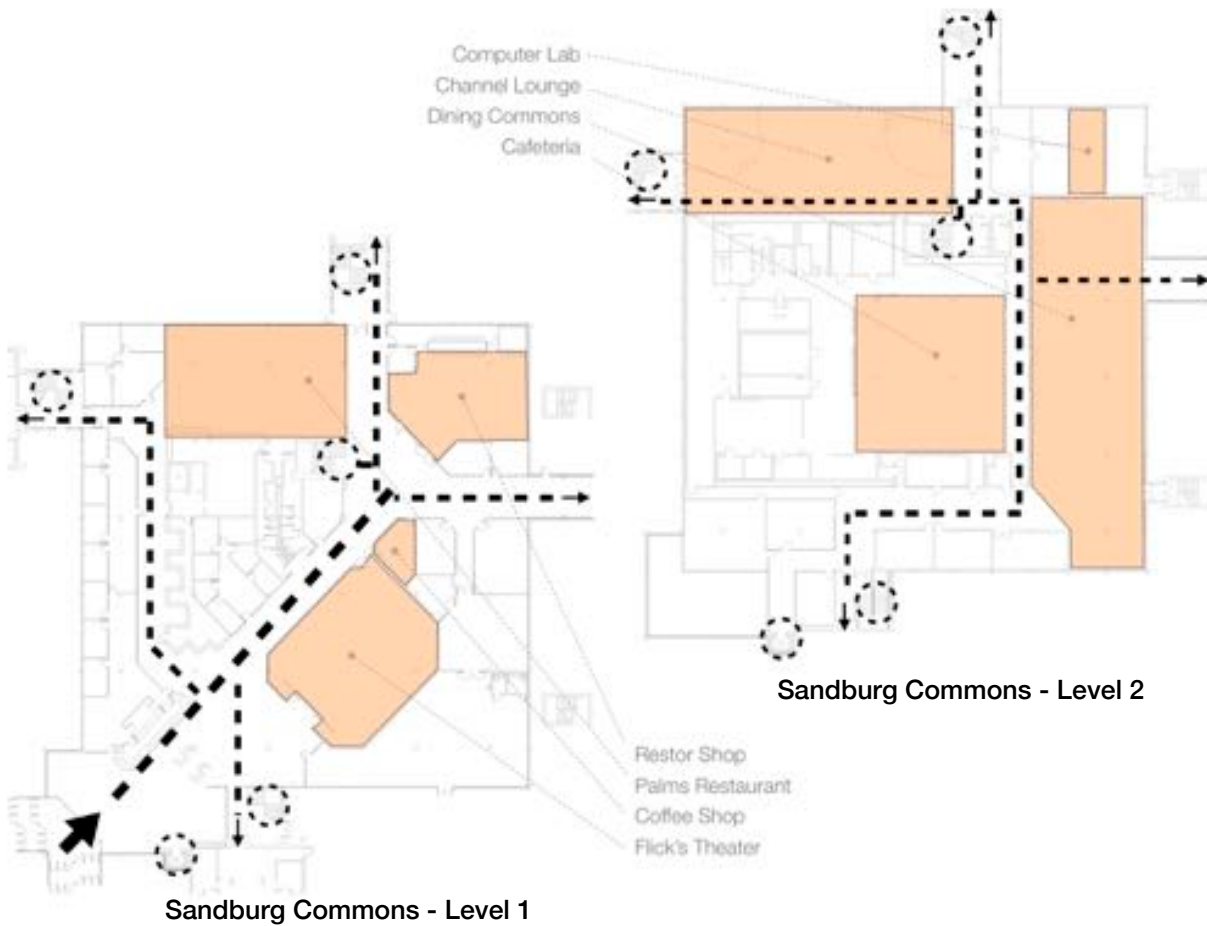 Computer Lab
Channel Lounge
Dining Commons
Cafeteria
Sandburg Commons - Level 2
Restor Shop
Palms Restaurant
Coffee Shop
Flick's Theater
Sandburg Commons - Level 1